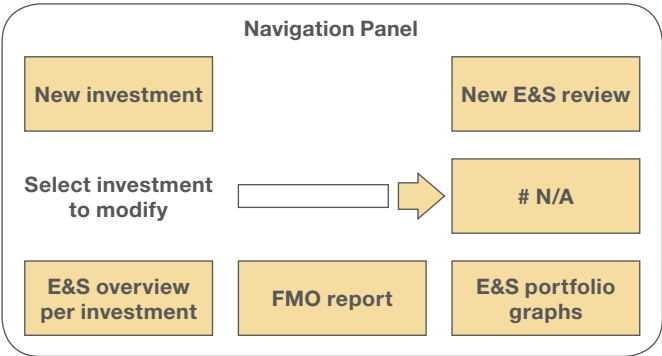 Navigation Panel
New investment
New E&S review
Select investment
to modify
# N/A
E&S overview
per investment
FMO report
E&S portfolio
graphs